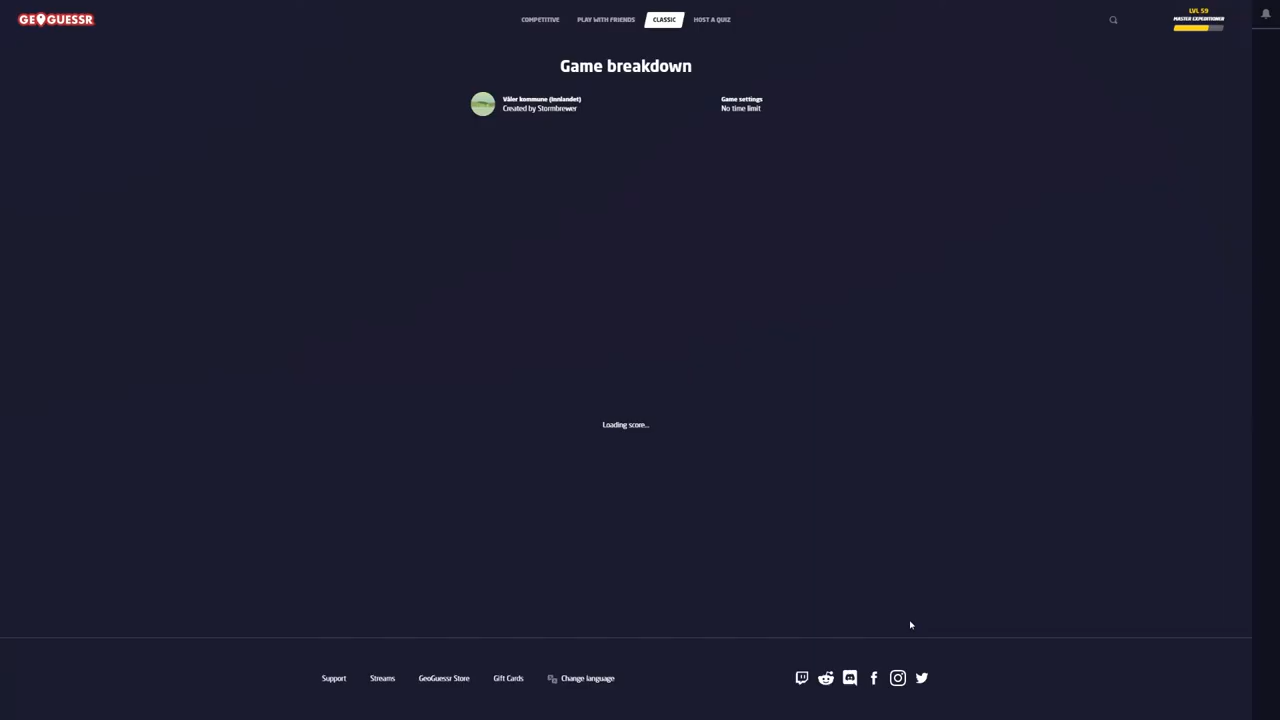 GEOGUESSR
COMPETITIVE
PLAY WITH FRIENDS
CLASSIC
HOST A QUIZ
LVL 59
MASTER EXPEDITIONER
Game breakdown
Våler kommune (Innlandet)
Created by Stormbrewer
Game settings
No time limit
Loading score...
Support
Streams
GeoGuessr Store
Gift Cards
Change language